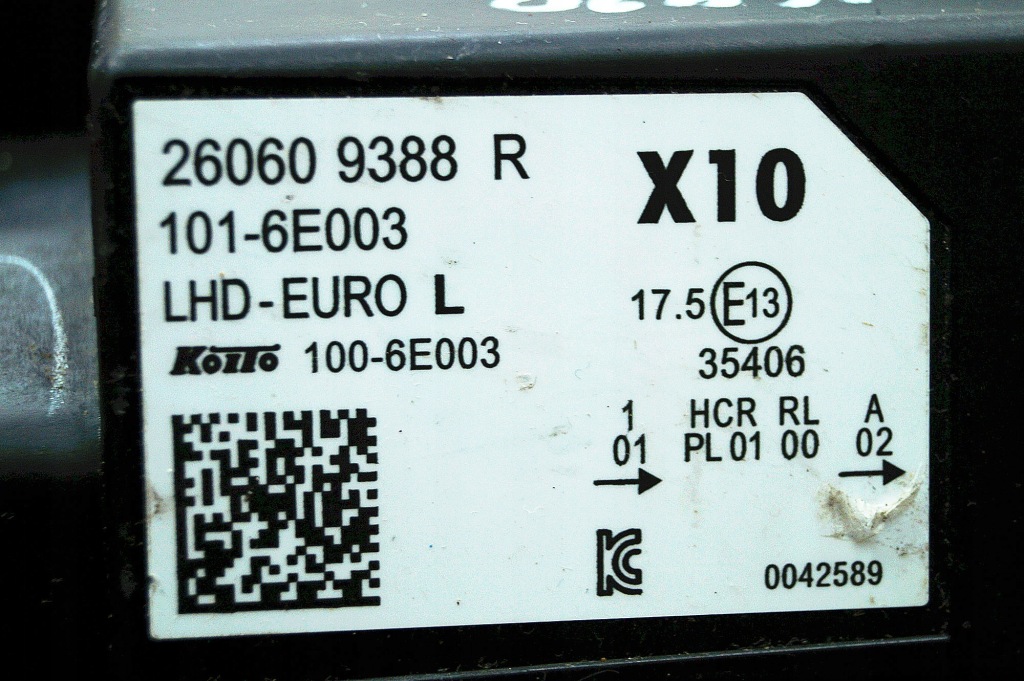 26060 9388 R
X10
101-6E003
LHD-EURO L
17.5 E13
KOITO 100-6E003
35406
1 HCR RL A
01 PL 01 00 02
0042589